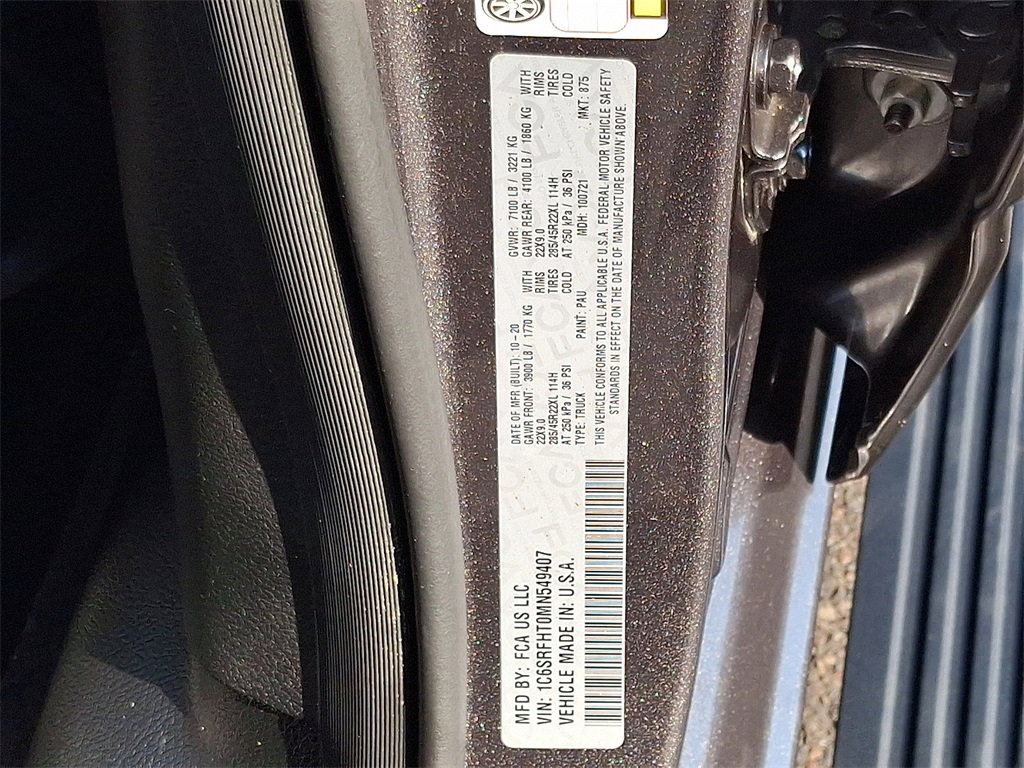 MFD BY: FCA US LLC
VIN: 1C6SRFHT0MN549407
VEHICLE MADE IN: U.S.A.
DATE OF MFR (BUILT): 10-20 GVWR: 7100 LB / 3221 KG
GAWR FRONT: 3900 LB / 1770 KG WITH GAWR REAR: 4100 LB / 1860 KG WITH
22X9.0 RIMS 22X9.0 RIMS
285/45R22XL 114H TIRES 285/45R22XL 114H TIRES
AT 250 kPa / 36 PSI COLD AT 250 kPa / 36 PSI COLD
TYPE: TRUCK PAINT: PAU MDH: 100721 MKT: 875
THIS VEHICLE CONFORMS TO ALL APPLICABLE U.S.A. FEDERAL MOTOR VEHICLE SAFETY
STANDARDS IN EFFECT ON THE DATE OF MANUFACTURE SHOWN ABOVE.